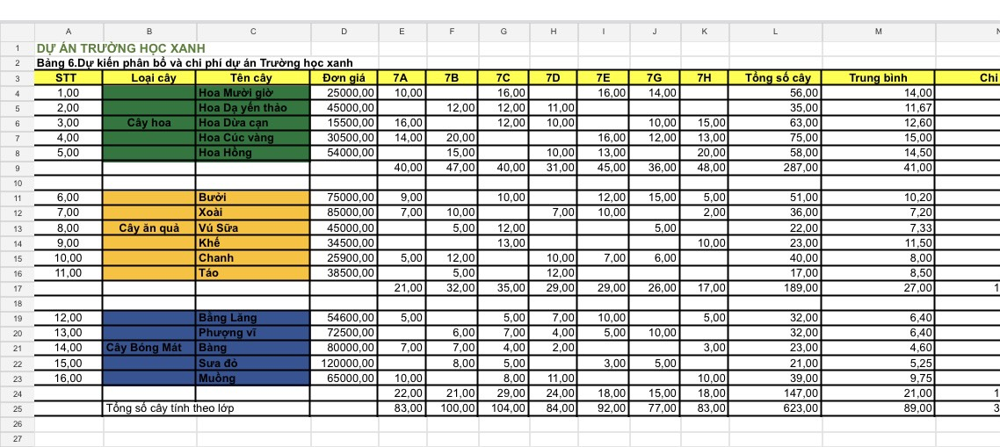 A B C D E F G H I J K L M N
1 DỰ ÁN TRƯỜNG HỌC XANH
2 Bảng 6.Dự kiến phân bổ và chi phí dự án Trường học xanh
3 STT Loại cây Tên cây Đơn giá 7A 7B 7C 7D 7E 7G 7H Tổng số cây Trung bình Chi
4 1,00 Hoa Mười giờ 25000,00 10,00 16,00 16,00 14,00 56,00 14,00
5 2,00 Hoa Dạ yến thảo 45000,00 12,00 12,00 11,00 35,00 11,67
6 3,00 Cây hoa Hoa Dừa cạn 15500,00 16,00 12,00 10,00 10,00 15,00 63,00 12,60
7 4,00 Hoa Cúc vàng 30500,00 14,00 20,00 16,00 12,00 13,00 75,00 15,00
8 5,00 Hoa Hồng 54000,00 15,00 10,00 13,00 20,00 58,00 14,50
9 40,00 47,00 40,00 31,00 45,00 36,00 48,00 287,00 41,00
10
11 6,00 Bưởi 75000,00 9,00 10,00 12,00 15,00 5,00 51,00 10,20
12 7,00 Xoài 85000,00 7,00 10,00 7,00 10,00 2,00 36,00 7,20
13 8,00 Cây ăn quả Vú Sữa 45000,00 5,00 12,00 5,00 22,00 7,33
14 9,00 Khế 34500,00 13,00 10,00 23,00 11,50
15 10,00 Chanh 25900,00 5,00 12,00 10,00 7,00 6,00 40,00 8,00
16 11,00 Táo 38500,00 5,00 12,00 17,00 8,50
17 21,00 32,00 35,00 29,00 29,00 26,00 17,00 189,00 27,00 1
18
19 12,00 Bằng Lăng 54600,00 5,00 5,00 7,00 10,00 5,00 32,00 6,40
20 13,00 Phượng vĩ 72500,00 6,00 7,00 4,00 5,00 10,00 32,00 6,40
21 14,00 Cây Bóng Mát Bàng 80000,00 7,00 7,00 4,00 2,00 3,00 23,00 4,60
22 15,00 Sưa đỏ 120000,00 8,00 5,00 3,00 5,00 21,00 5,25
23 16,00 Muồng 65000,00 10,00 8,00 11,00 10,00 39,00 9,75
24 22,00 21,00 29,00 24,00 18,00 15,00 18,00 147,00 21,00 1
25 Tổng số cây tính theo lớp 83,00 100,00 104,00 84,00 92,00 77,00 83,00 623,00 89,00 3
26
27